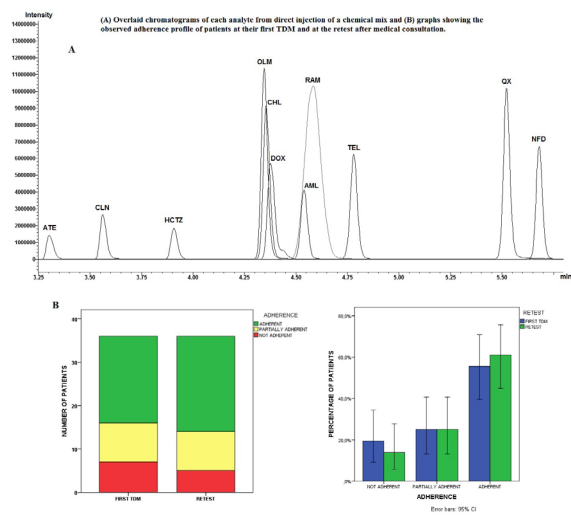 (A) Overlaid chromatograms of each analyte from direct injection of a chemical mix and (B) graphs showing the
observed adherence profile of patients at their first TDM and at the retest after medical consultation.
Intensity
14000000
13000000
12000000
11000000
10000000
9000000
8000000
7000000
6000000
5000000
4000000
3000000
2000000
1000000
0
A
ATE
CLN
HCTZ
OLM
CHL
DOX
RAM
AML
TEL
QX
NFD
3.25
3.50
3.75
4.00
4.25
4.50
4.75
5.00
5.25
5.50
min
B
ADHERENCE
ADHERENT
PARTIALLY ADHERENT
NOT ADHERENT
NUMBER OF PATIENTS
40
30
20
10
0
FIRST TDM
RETEST
RETEST
FIRST TDM
RETEST
PERCENTAGE OF PATIENTS
80,0%
60,0%
40,0%
20,0%
,0%
NOT ADHERENT
PARTIALLY ADHERENT
ADHERENT
ADHERENCE
Error bars: 95% CI